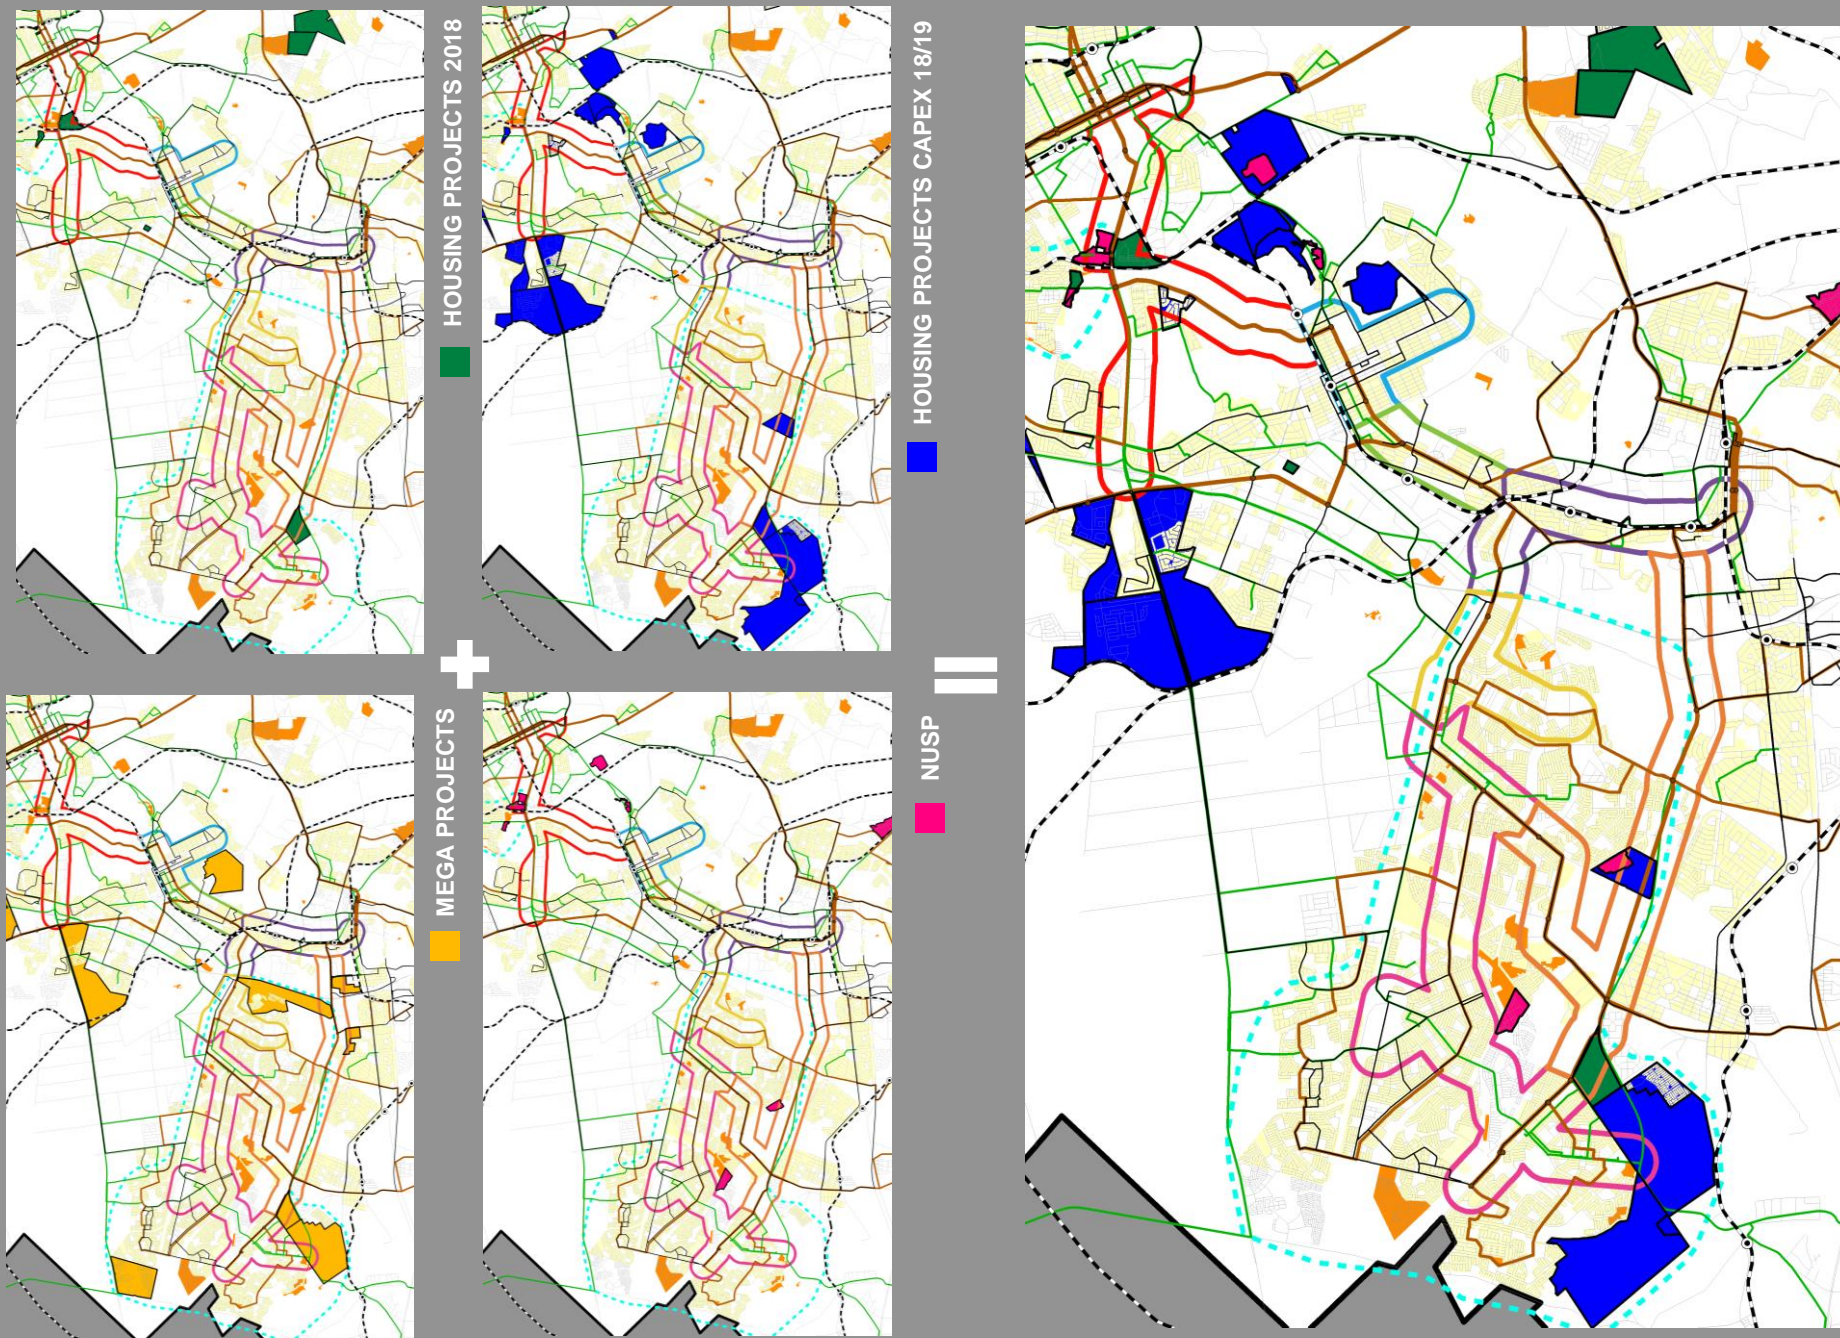 HOUSING PROJECTS 2018
HOUSING PROJECTS CAPEX 18/19
MEGA PROJECTS
NUSP